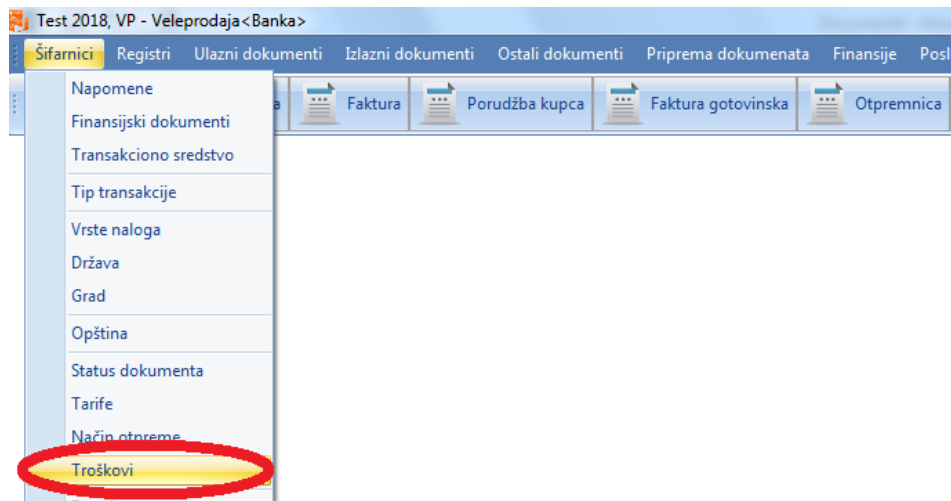 Test 2018, VP - Veleprodaja<Banka>
Šifarnici Registri Ulazni dokumenti Izlazni dokumenti Ostali dokumenti Priprema dokumenata Finansije
Faktura Porudžba kupca Faktura gotovinska Otpremnica
Napomene
Finansijski dokumenti
Transakciono sredstvo
Tip transakcije
Vrste naloga
Država
Grad
Opština
Status dokumenta
Tarife
Način otpreme
Troškovi